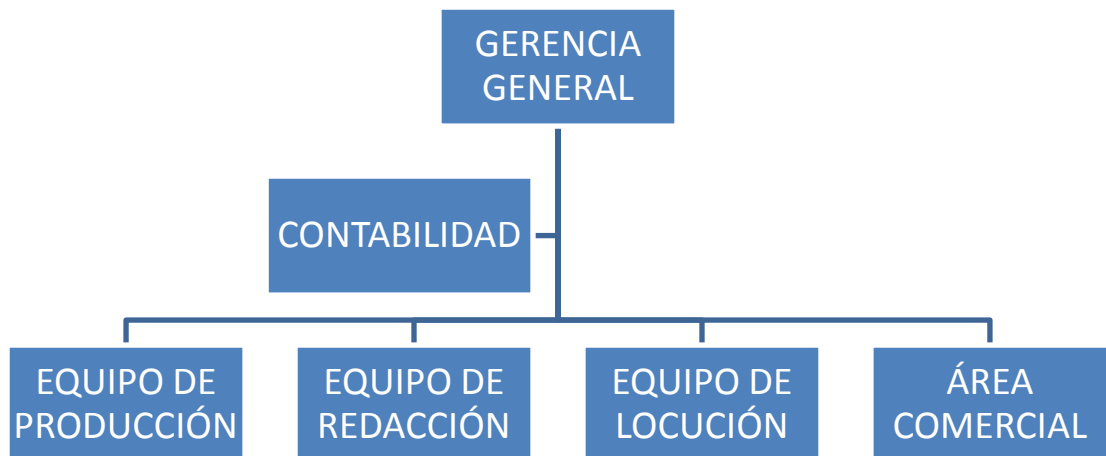 GERENCIA
GENERAL
CONTABILIDAD
EQUIPO DE
PRODUCCIÓN
EQUIPO DE
REDACCIÓN
EQUIPO DE
LOCUCIÓN
ÁREA
COMERCIAL